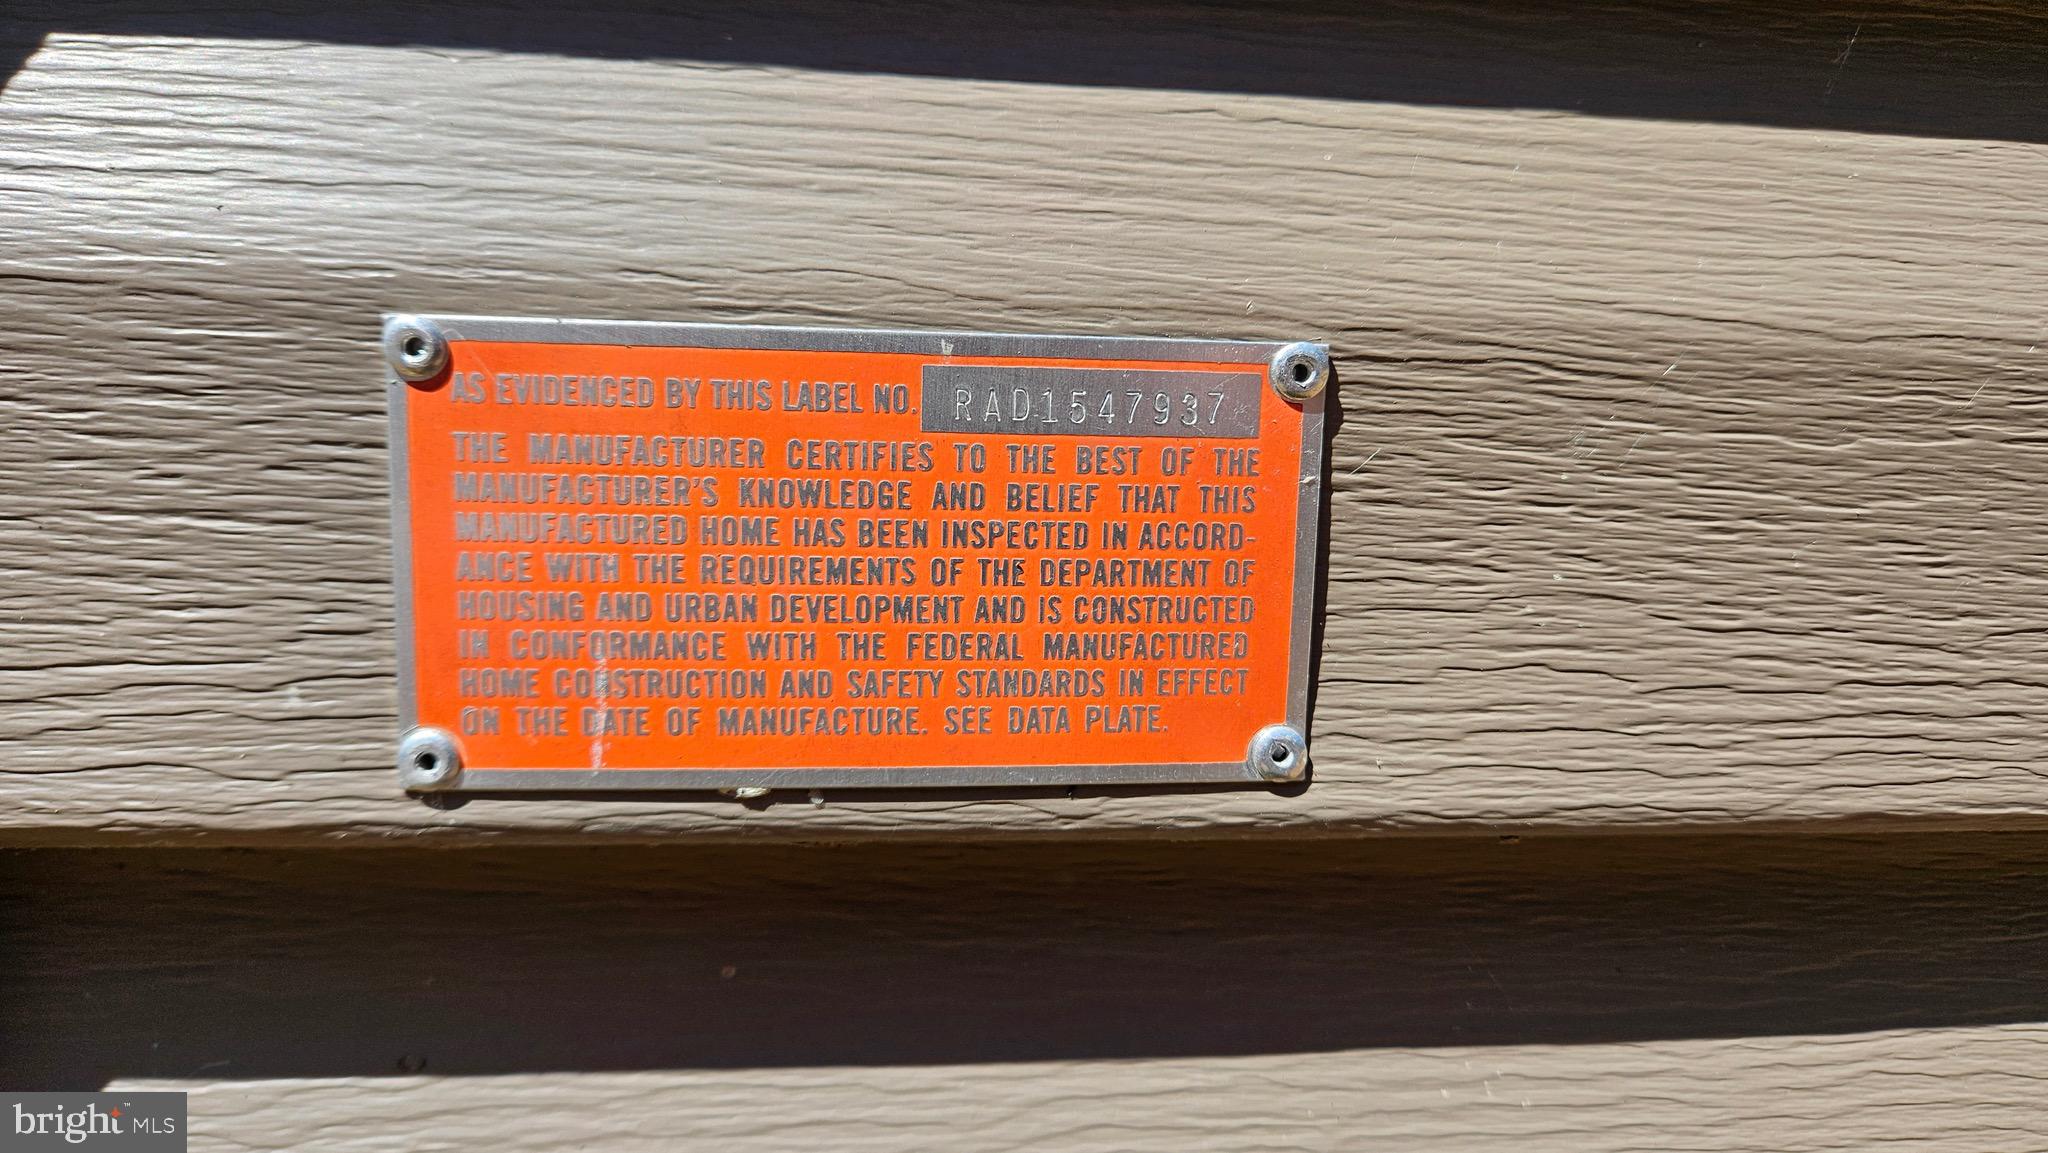 AS EVIDENCED BY THIS LABEL NO. RAD1547937
THE MANUFACTURER CERTIFIES TO THE BEST OF THE
MANUFACTURER'S KNOWLEDGE AND BELIEF THAT THIS
MANUFACTURED HOME HAS BEEN INSPECTED IN ACCORD-
ANCE WITH THE REQUIREMENTS OF THE DEPARTMENT OF
HOUSING AND URBAN DEVELOPMENT AND IS CONSTRUCTED
IN CONFORMANCE WITH THE FEDERAL MANUFACTURED
HOME CONSTRUCTION AND SAFETY STANDARDS IN EFFECT
ON THE DATE OF MANUFACTURE. SEE DATA PLATE.
bright™ MLS